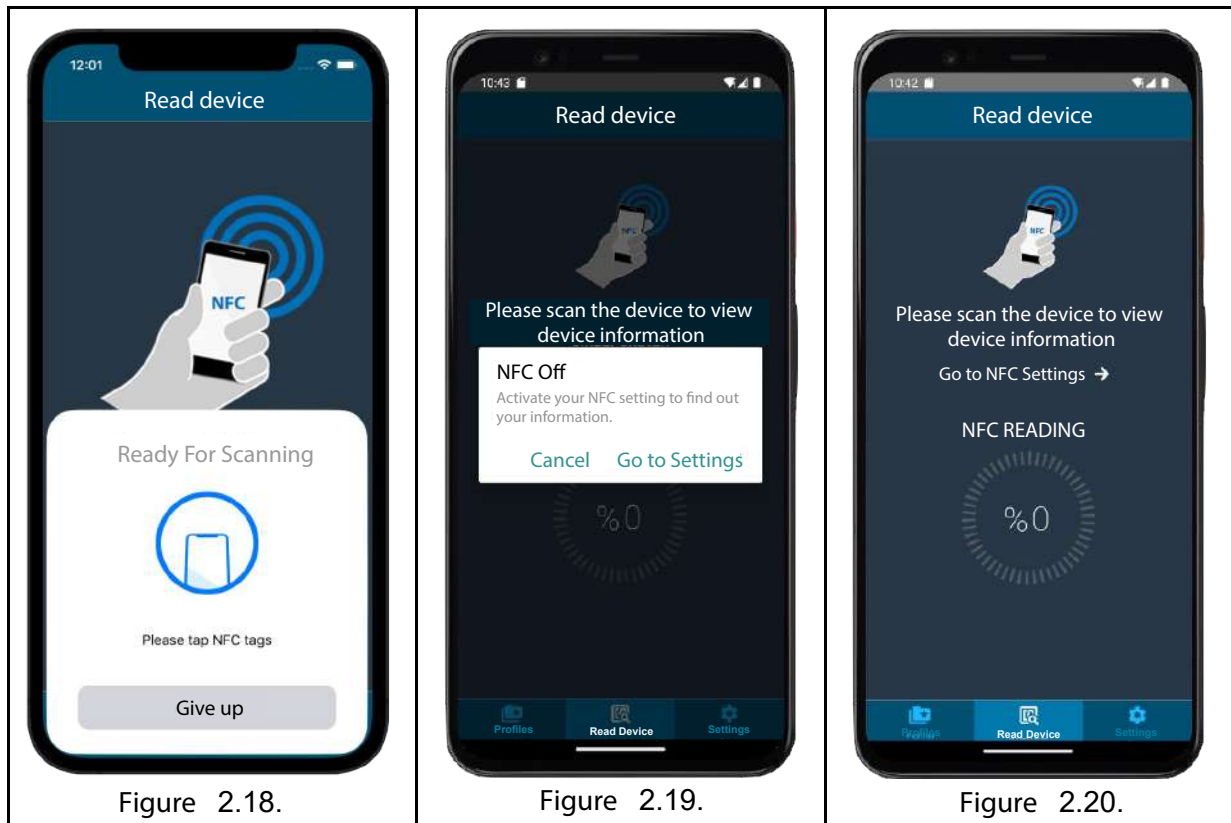 12:01
Read device
NFC
Ready For Scanning
Please tap NFC tags
Give up
Figure 2.18.
10:43
Read device
NFC
Please scan the device to view
device information
NFC Off
Activate your NFC setting to find out
your information.
Cancel Go to Settings
%0
Profiles Read Device Settings
Figure 2.19.
10:42
Read device
NFC
Please scan the device to view
device information
Go to NFC Settings →
NFC READING
%0
Read Device Settings
Figure 2.20.